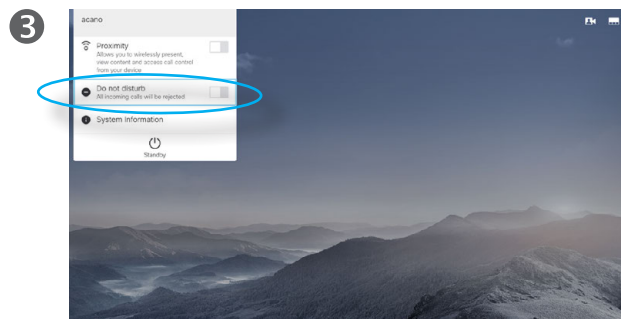 3
acano
Proximity
Allows you to wirelessly present,
view content and access call control
from your device
Do not disturb
All incoming calls will be rejected
System Information
Standby